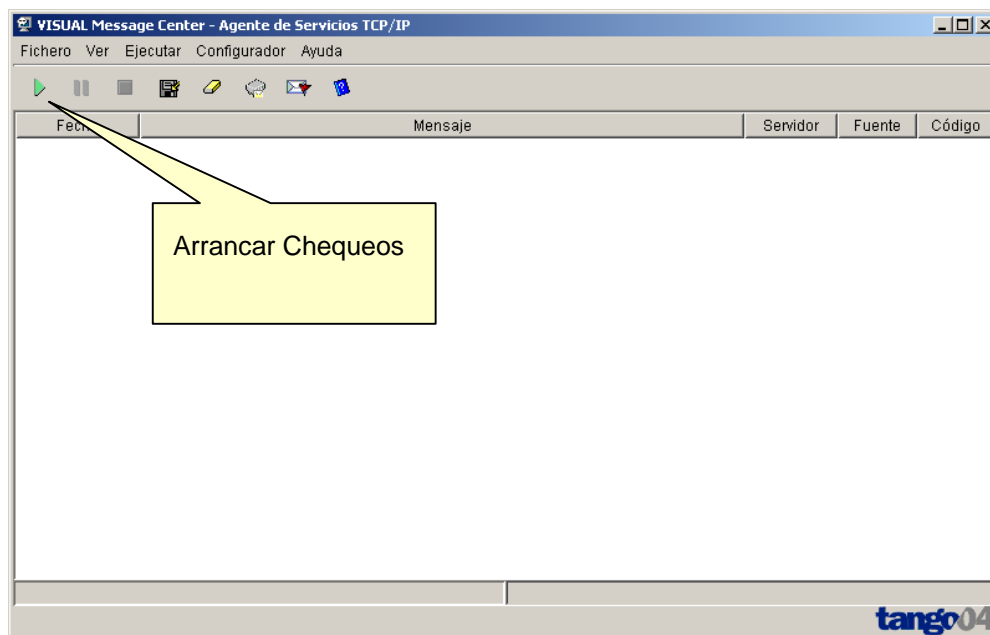 VISUAL Message Center - Agente de Servicios TCP/IP
Fichero Ver Ejecutar Configurador Ayuda
Mensaje Servidor Fuente Código
Arrancar Chequeos
tango04